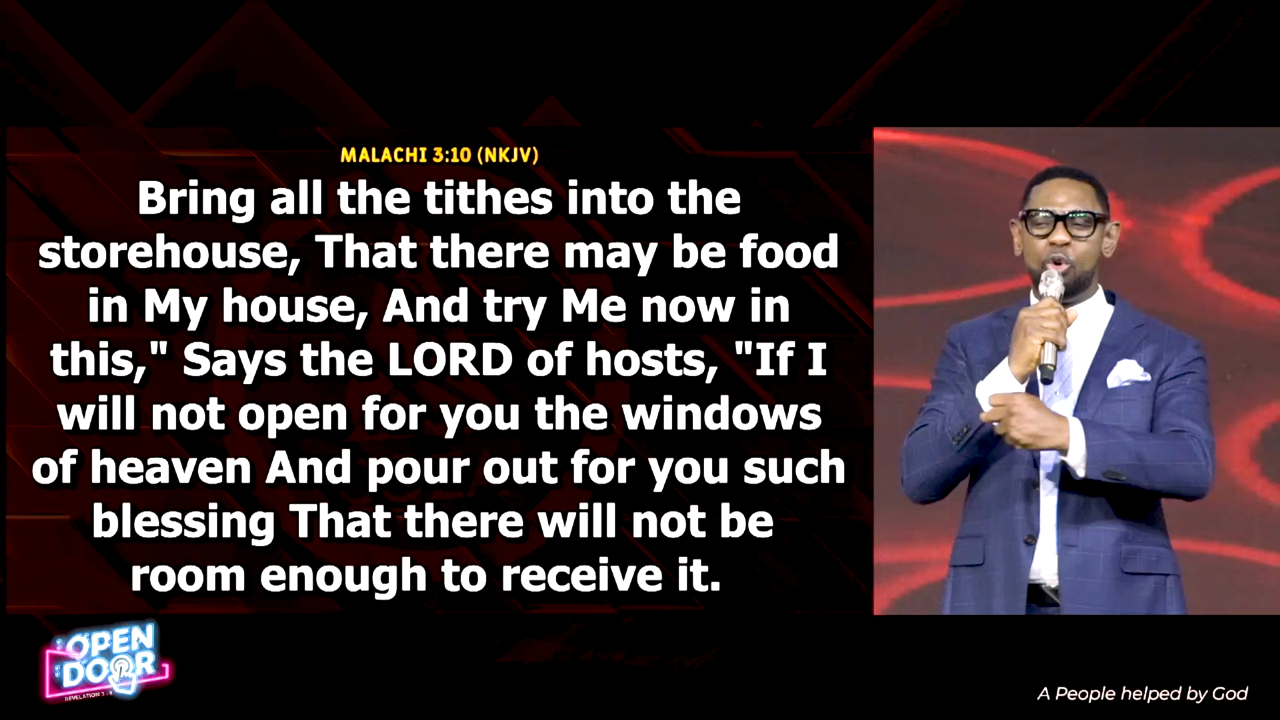 MALACHI 3:10 (NKJV)
Bring all the tithes into the
storehouse, That there may be food
in My house, And try Me now in
this," Says the LORD of hosts, "If I
will not open for you the windows
of heaven And pour out for you such
blessing That there will not be
room enough to receive it.
OPEN
DOOR
REVELATION 3:8
A People helped by God